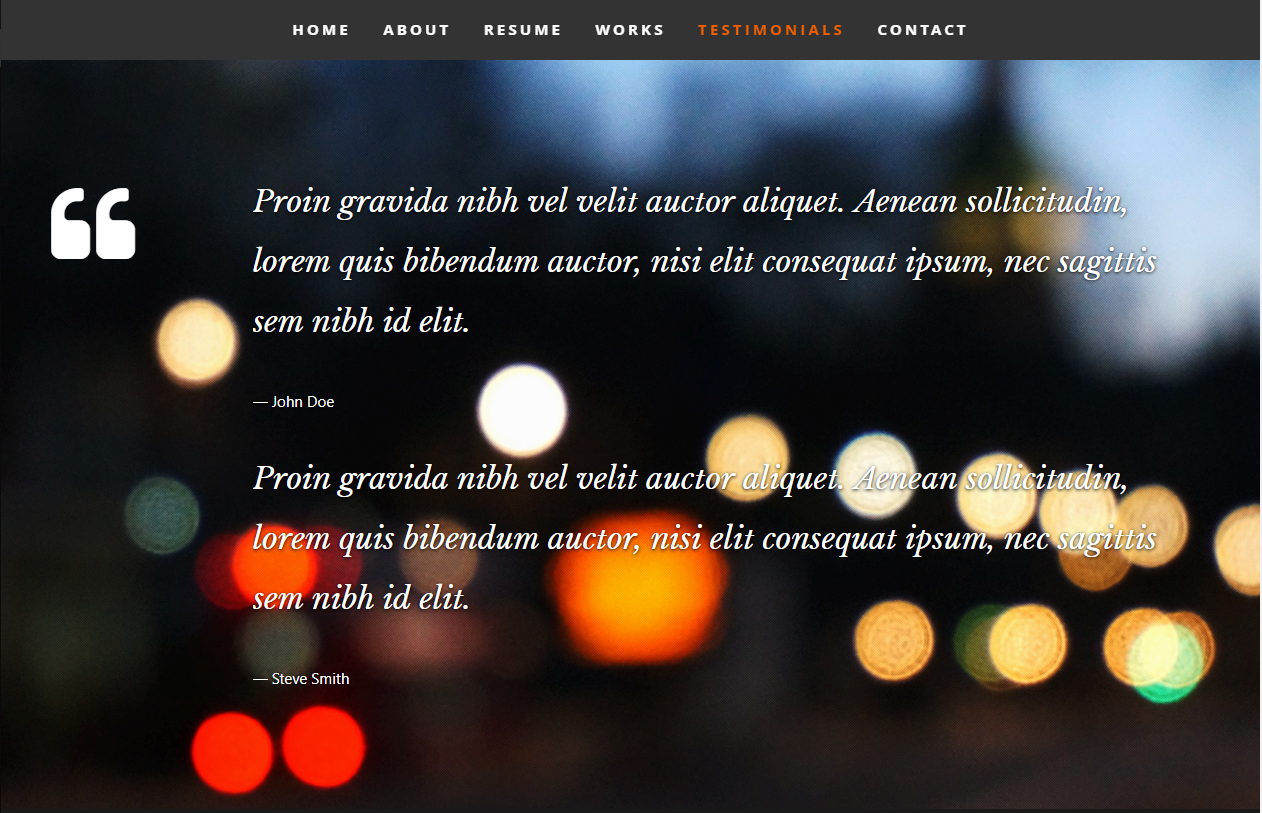 HOME ABOUT RESUME WORKS TESTIMONIALS CONTACT
“
Proin gravida nibh vel velit auctor aliquet. Aenean sollicitudin,
lorem quis bibendum auctor, nisi elit consequat ipsum, nec sagittis
sem nibh id elit.
— John Doe
Proin gravida nibh vel velit auctor aliquet. Aenean sollicitudin,
lorem quis bibendum auctor, nisi elit consequat ipsum, nec sagittis
sem nibh id elit.
— Steve Smith